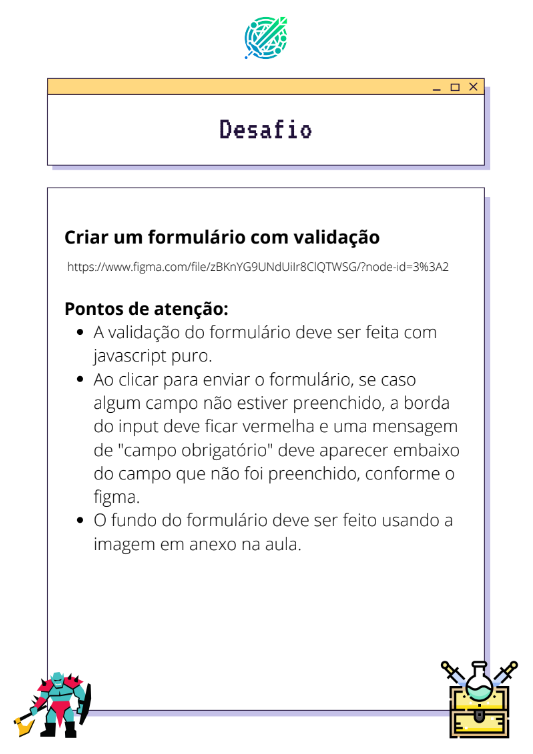 Desafio
Criar um formulário com validação
https://www.figma.com/file/zBKnYG9UNdUiIr8ClQTWSG/?node-id=3%3A2
Pontos de atenção:
• A validação do formulário deve ser feita com
javascript puro.
• Ao clicar para enviar o formulário, se caso
algum campo não estiver preenchido, a borda
do input deve ficar vermelha e uma mensagem
de "campo obrigatório" deve aparecer embaixo
do campo que não foi preenchido, conforme o
figma.
• O fundo do formulário deve ser feito usando a
imagem em anexo na aula.